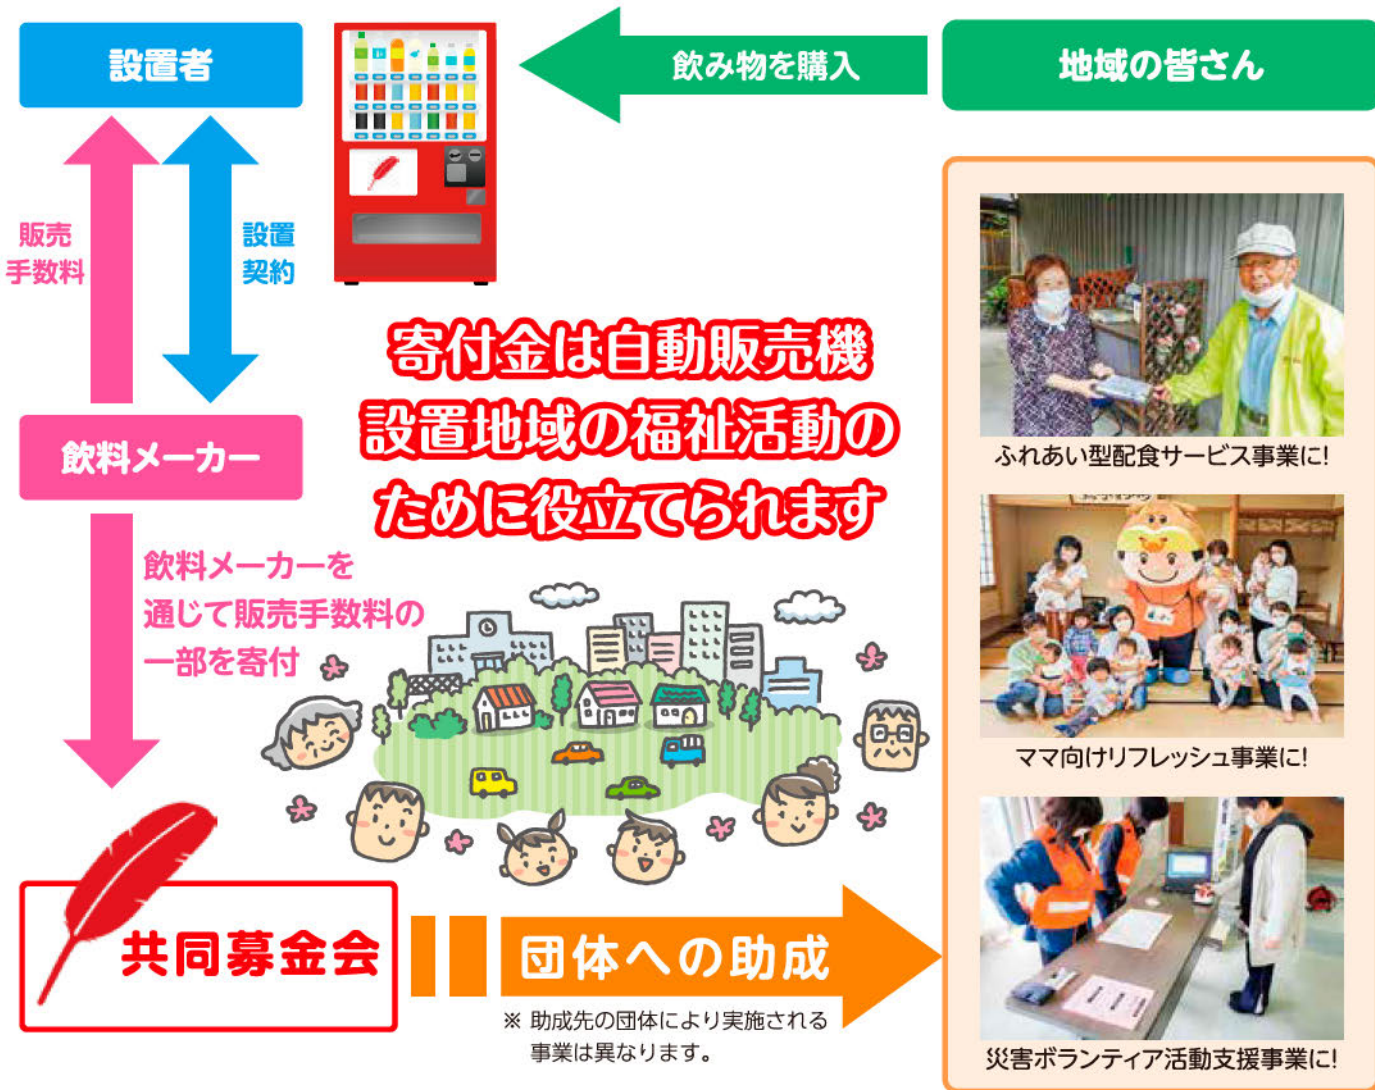 設置者
飲み物を購入
地域の皆さん
販売
手数料
設置
契約
寄付金は自動販売機
設置地域の福祉活動の
ために役立てられます
飲料メーカー
飲料メーカーを
通じて販売手数料の
一部を寄付
ふれあい型配食サービス事業に!
ママ向けリフレッシュ事業に!
共同募金会
団体への助成
※ 助成先の団体により実施される
事業は異なります。
災害ボランティア活動支援事業に!